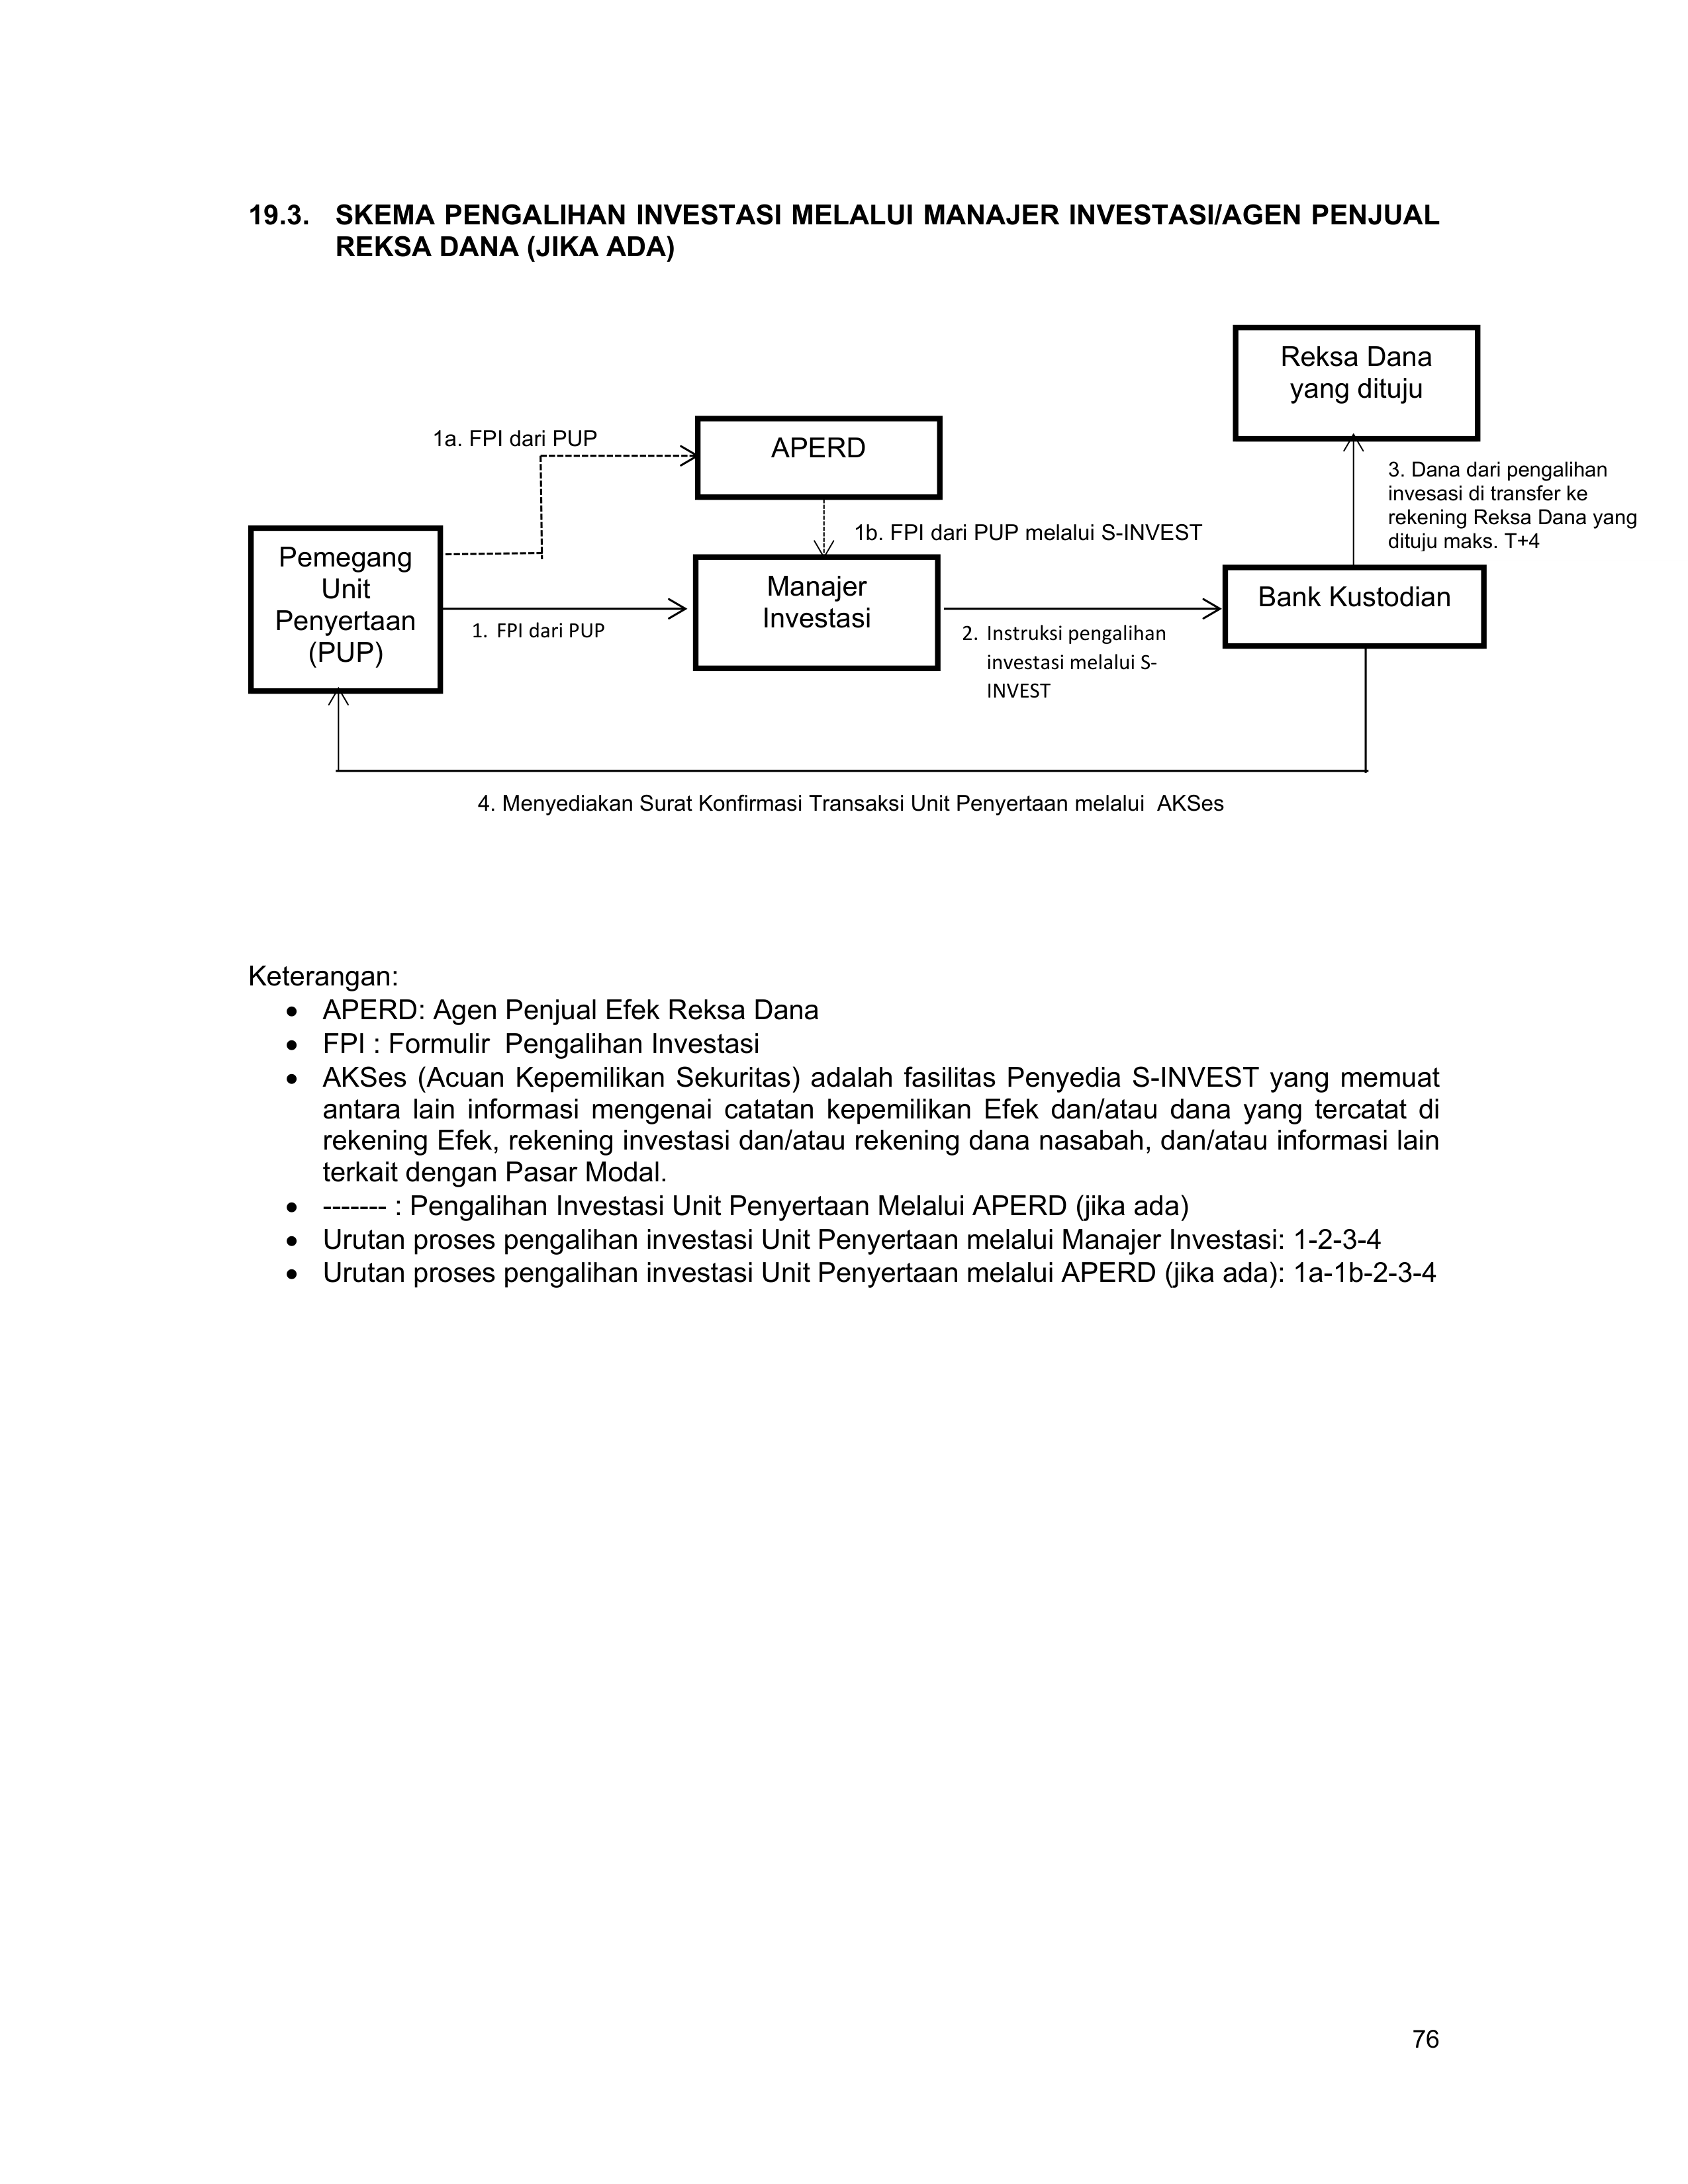 19.3. SKEMA PENGALIHAN INVESTASI MELALUI MANAJER INVESTASI/AGEN PENJUAL
REKSA DANA (JIKA ADA)
Reksa Dana
yang dituju
1a. FPI dari PUP
APERD
3. Dana dari pengalihan
invesasi di transfer ke
rekening Reksa Dana yang
dituju maks. T+4
1b. FPI dari PUP melalui S-INVEST
Pemegang
Unit
Penyertaan
(PUP)
Manajer
Investasi
Bank Kustodian
1. FPI dari PUP
2. Instruksi pengalihan
investasi melalui S-
INVEST
4. Menyediakan Surat Konfirmasi Transaksi Unit Penyertaan melalui  AKSes
Keterangan:
• APERD: Agen Penjual Efek Reksa Dana
• FPI : Formulir  Pengalihan Investasi
• AKSes (Acuan Kepemilikan Sekuritas) adalah fasilitas Penyedia S-INVEST yang memuat
antara lain informasi mengenai catatan kepemilikan Efek dan/atau dana yang tercatat di
rekening Efek, rekening investasi dan/atau rekening dana nasabah, dan/atau informasi lain
terkait dengan Pasar Modal.
• ------- : Pengalihan Investasi Unit Penyertaan Melalui APERD (jika ada)
• Urutan proses pengalihan investasi Unit Penyertaan melalui Manajer Investasi: 1-2-3-4
• Urutan proses pengalihan investasi Unit Penyertaan melalui APERD (jika ada): 1a-1b-2-3-4
76